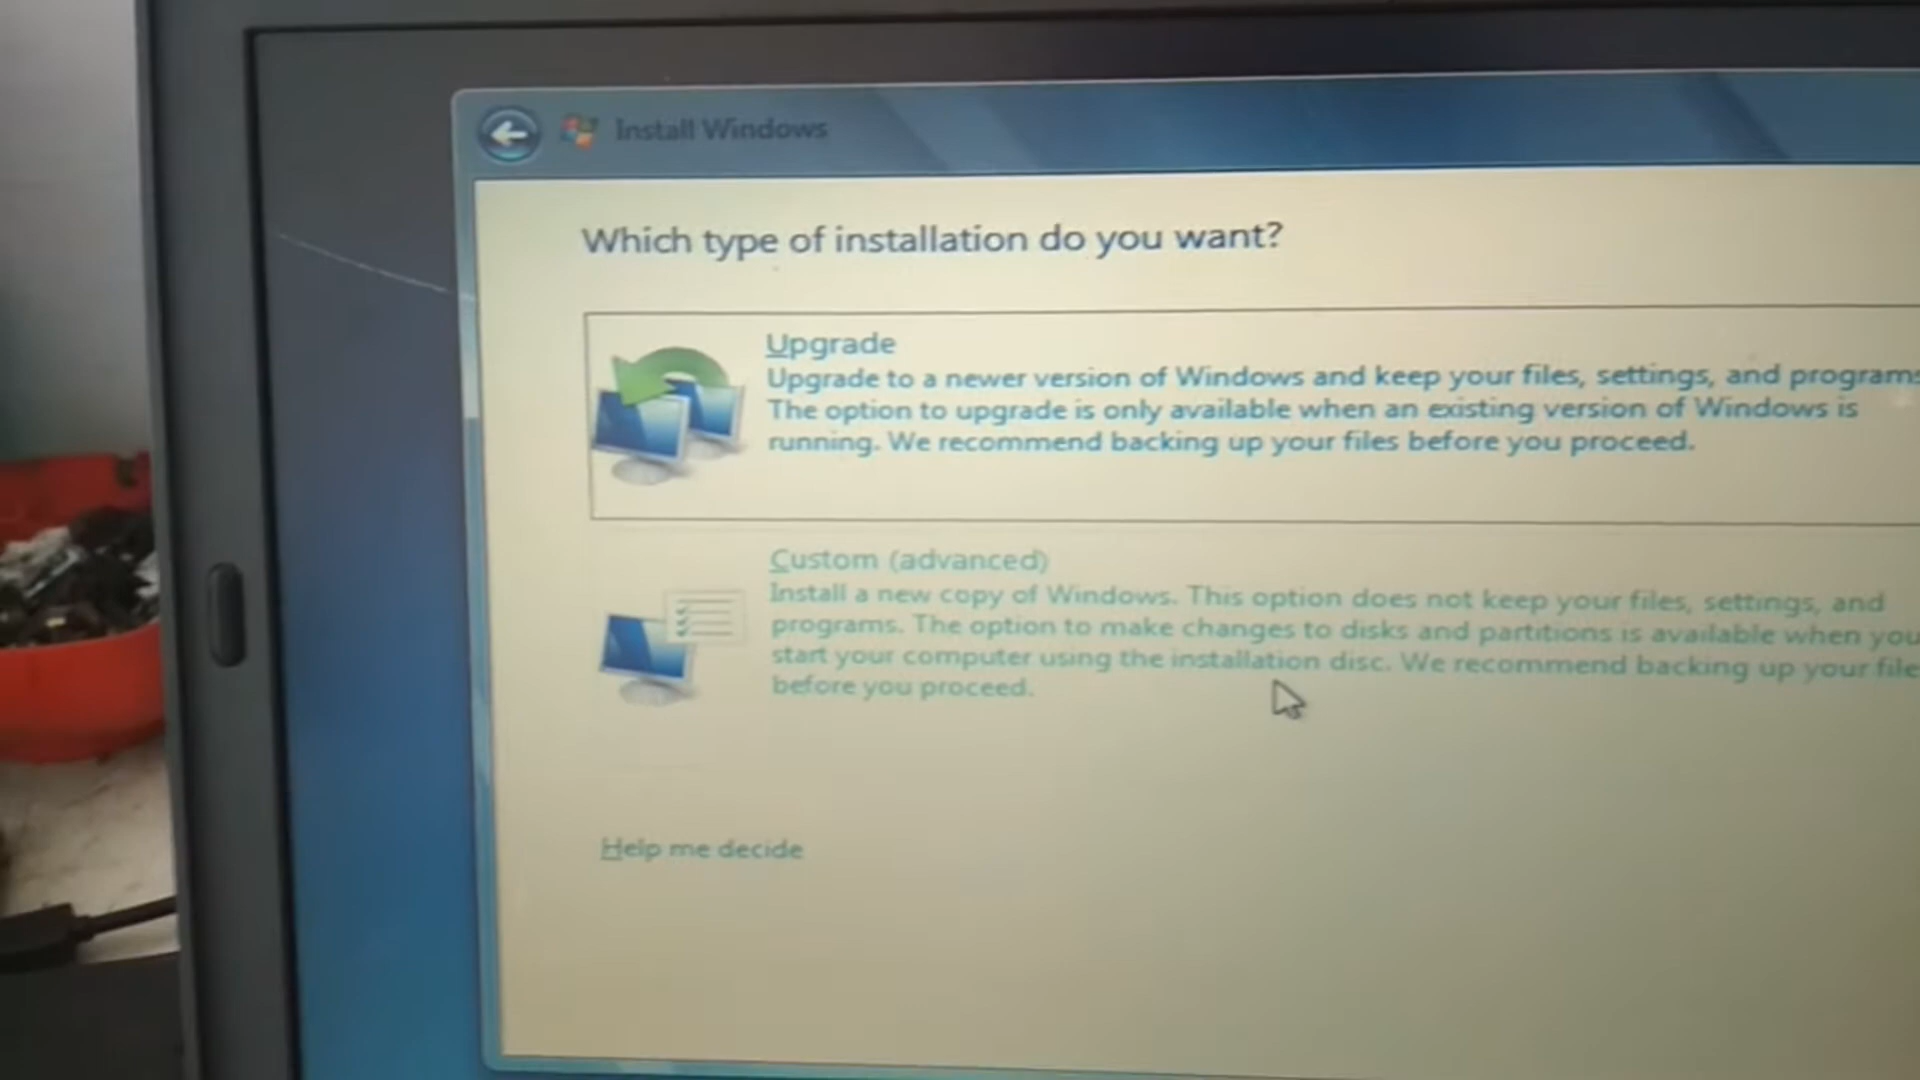 Install Windows
Which type of installation do you want?
Upgrade
Upgrade to a newer version of Windows and keep your files, settings, and programs
The option to upgrade is only available when an existing version of Windows is
running. We recommend backing up your files before you proceed.
Custom (advanced)
Install a new copy of Windows. This option does not keep your files, settings, and
programs. The option to make changes to disks and partitions is available when you
start your computer using the installation disc. We recommend backing up your file
before you proceed.
Help me decide